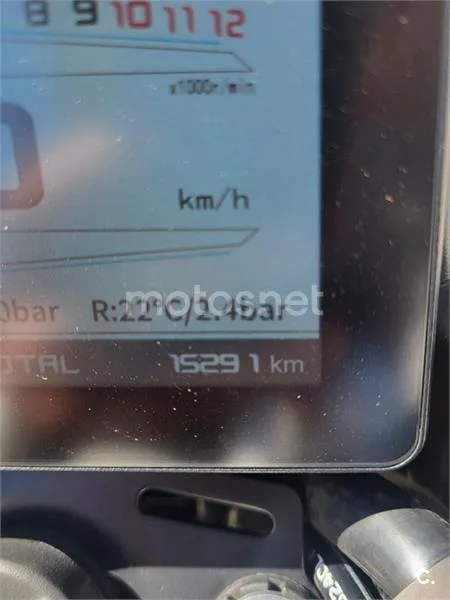 8 9 10 11 12
x1000r/min
km/h
0bar R:22°C/2.4bar
motosnet
OTAL 15291 km
C.